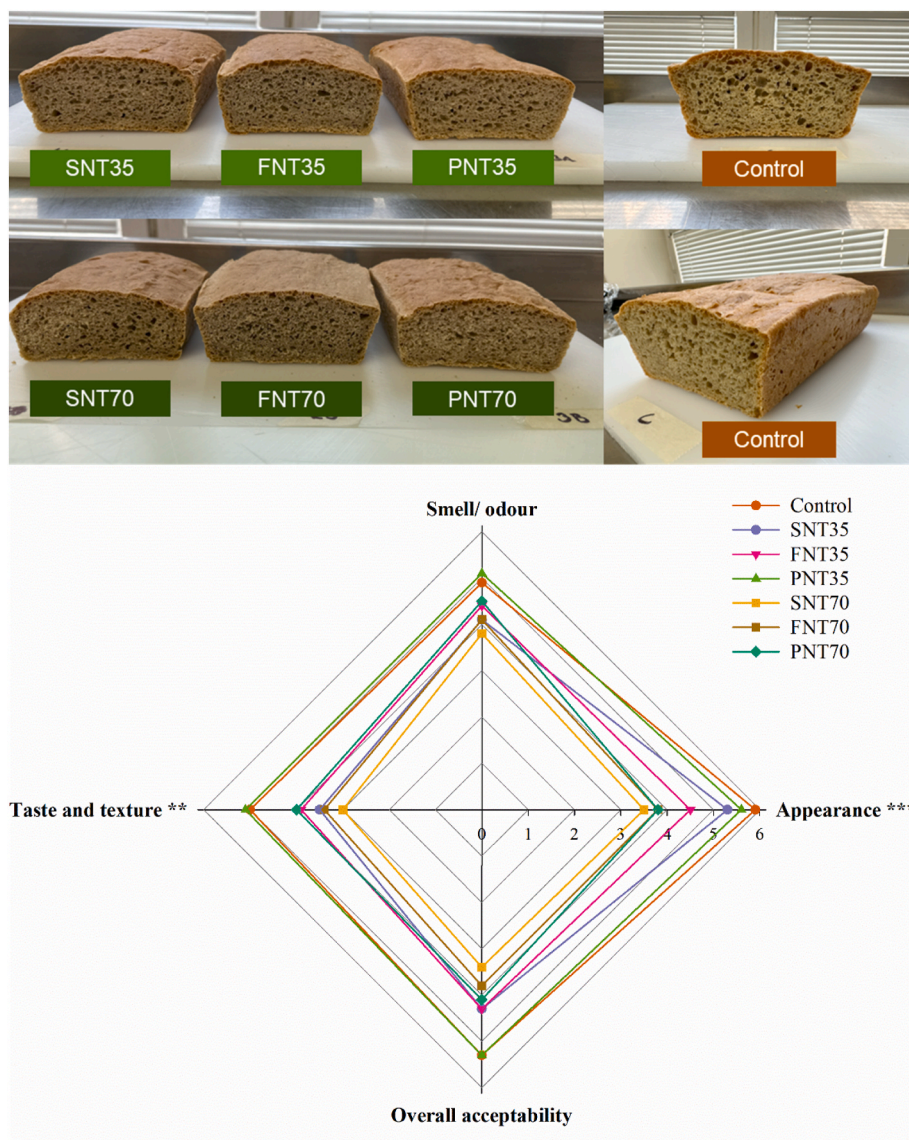 SNT35
FNT35
PNT35
Control
SNT70
FNT70
PNT70
3B
C
Control
Smell/ odour
Control
SNT35
FNT35
PNT35
SNT70
FNT70
PNT70
Taste and texture **
0 1 2 3 4 5 6
Appearance ***
Overall acceptability